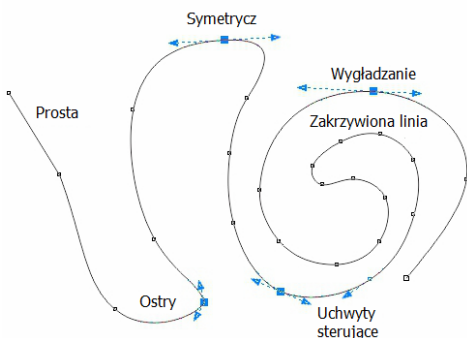 Symetrycz
Wygładzanie
Prosta
Zakrzywiona linia
Ostry
Uchwyty
sterujące